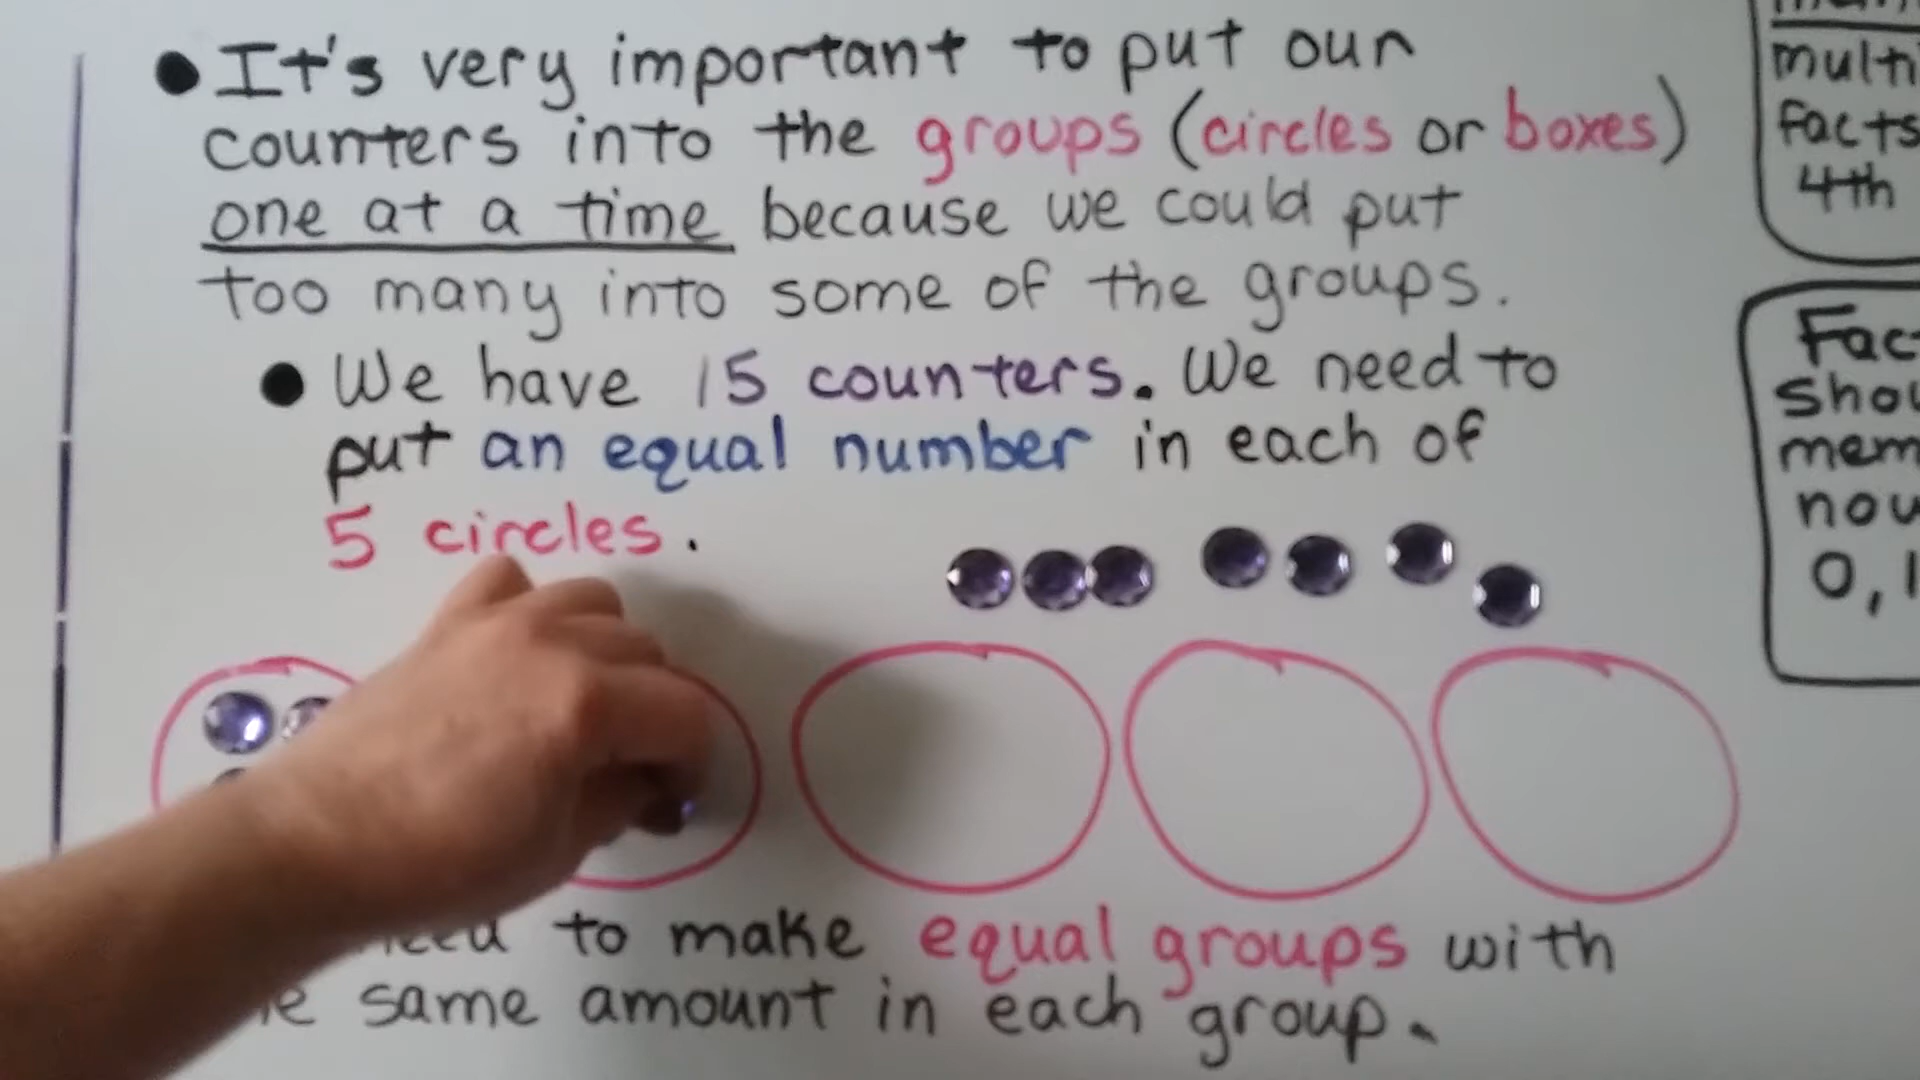 • It's very important to put our
counters into the groups (circles or boxes)
one at a time because we could put
too many into some of the groups.
• We have 15 counters. We need to
put an equal number in each of
5 circles.
to make equal groups with
same amount in each group.
multi
facts
4th
Fac
shou
mem
now
0, 1